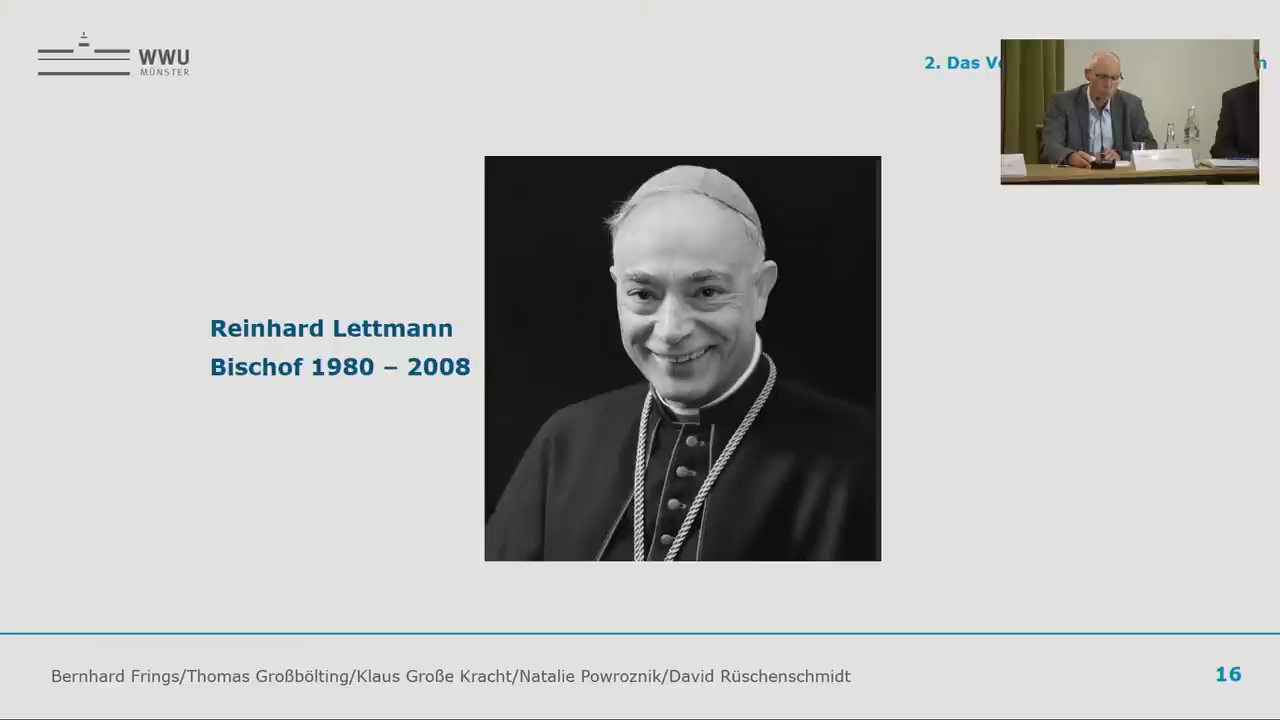 WWU
MÜNSTER
2. Das
Reinhard Lettmann
Bischof 1980 – 2008
Bernhard Frings/Thomas Großbölting/Klaus Große Kracht/Natalie Powroznik/David Rüschenschmidt
16